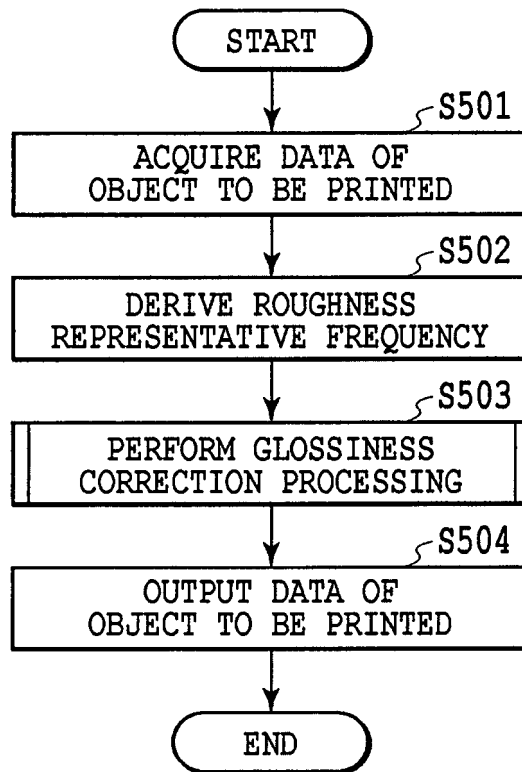 START
S501
ACQUIRE DATA OF
OBJECT TO BE PRINTED
S502
DERIVE ROUGHNESS
REPRESENTATIVE FREQUENCY
S503
PERFORM GLOSSINESS
CORRECTION PROCESSING
S504
OUTPUT DATA OF
OBJECT TO BE PRINTED
END